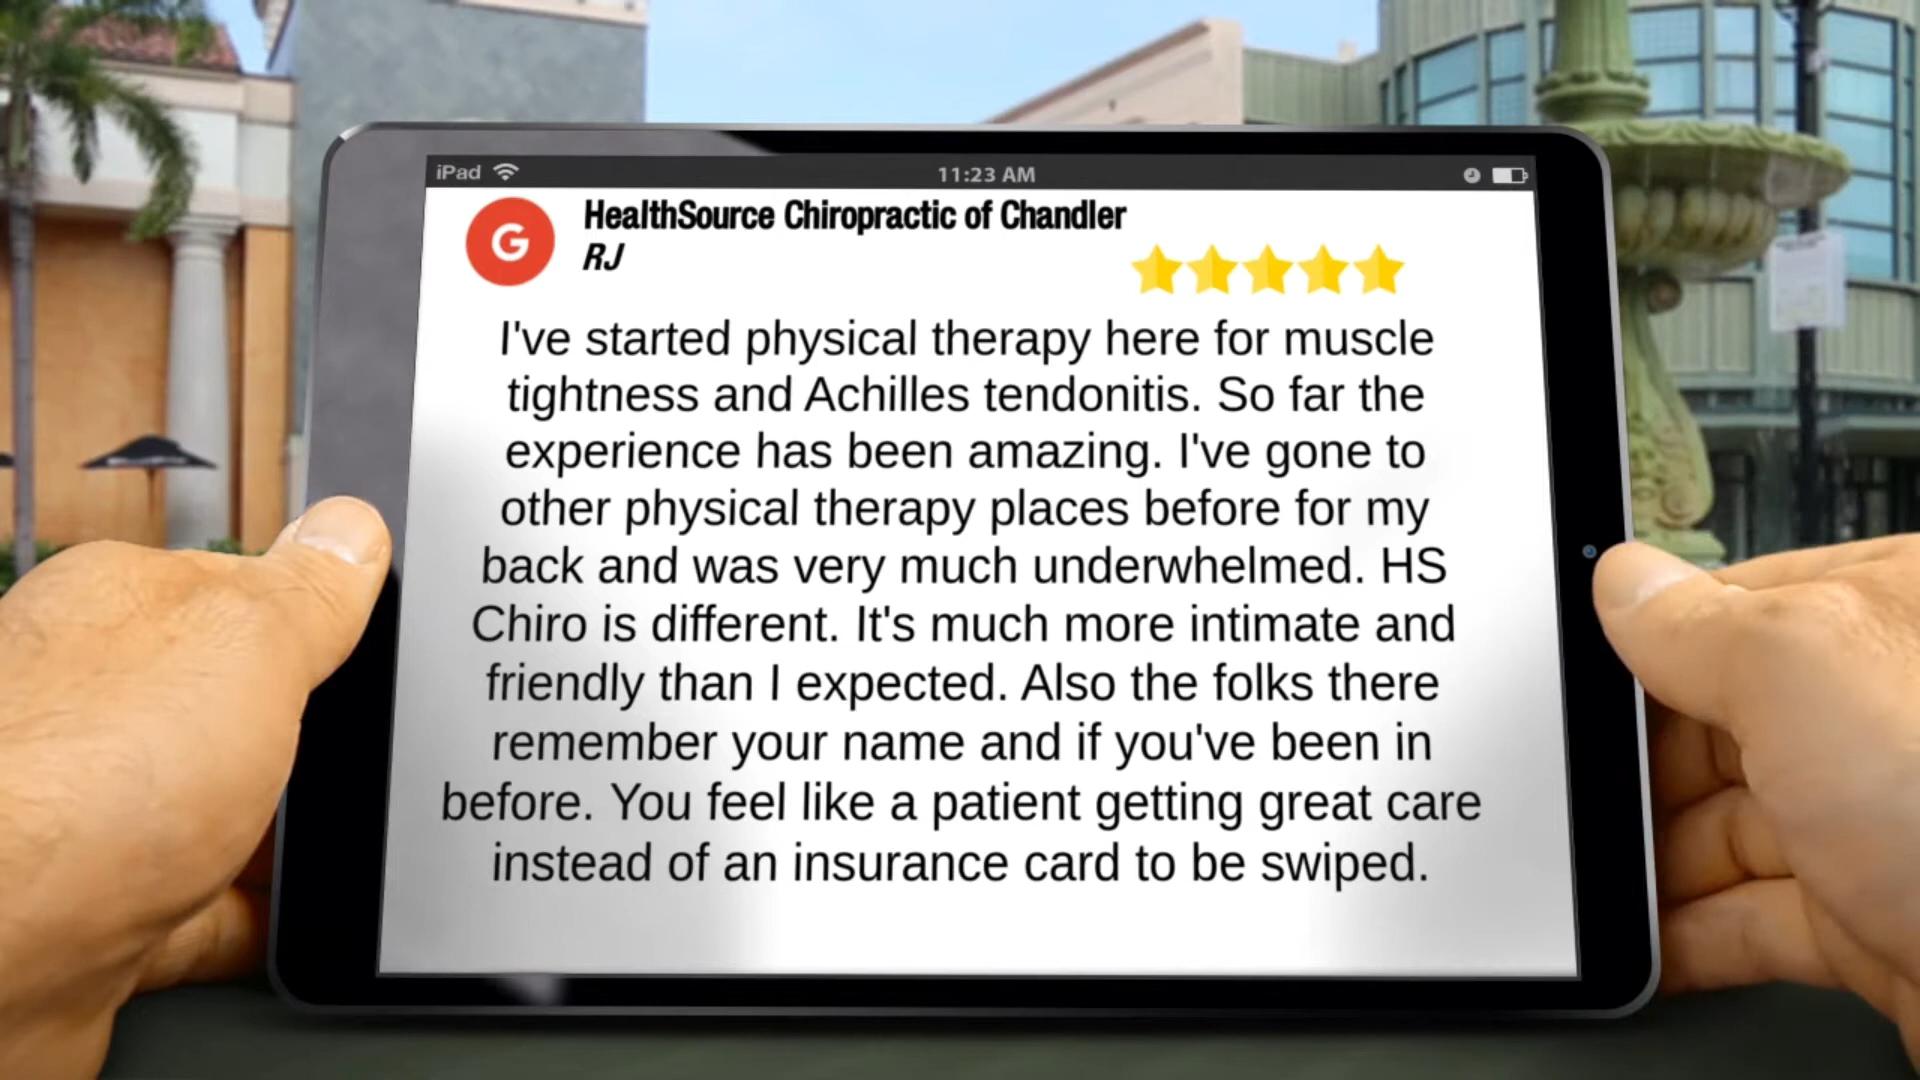 iPad
11:23 AM
G
HealthSource Chiropractic of Chandler
RJ
I've started physical therapy here for muscle
tightness and Achilles tendonitis. So far the
experience has been amazing. I've gone to
other physical therapy places before for my
back and was very much underwhelmed. HS
Chiro is different. It's much more intimate and
friendly than I expected. Also the folks there
remember your name and if you've been in
before. You feel like a patient getting great care
instead of an insurance card to be swiped.